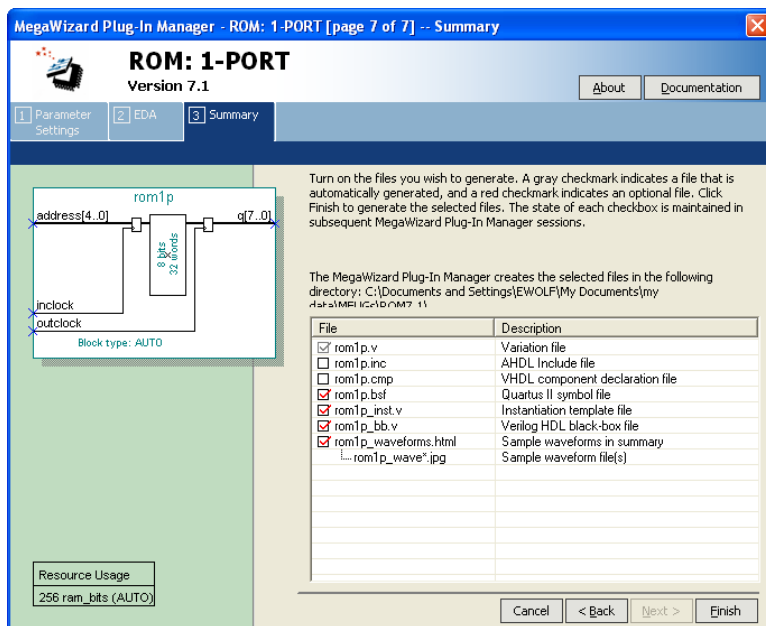 MegaWizard Plug-In Manager - ROM: 1-PORT [page 7 of 7] -- Summary
ROM: 1-PORT
Version 7.1
About
Documentation
1 Parameter Settings
2 EDA
3 Summary
rom1p
address[4..0]
q[7..0]
8 bits
32 words
inclock
outclock
Block type: AUTO
Turn on the files you wish to generate. A gray checkmark indicates a file that is
automatically generated, and a red checkmark indicates an optional file. Click
Finish to generate the selected files. The state of each checkbox is maintained in
subsequent MegaWizard Plug-In Manager sessions.
The MegaWizard Plug-In Manager creates the selected files in the following
directory: C:\Documents and Settings\EWOLF\My Documents\my
File Description
rom1p.v Variation file
rom1p.inc AHDL Include file
rom1p.cmp VHDL component declaration file
rom1p.bsf Quartus II symbol file
rom1p_inst.v Instantiation template file
rom1p_bb.v Verilog HDL black-box file
rom1p_waveforms.html Sample waveforms in summary
rom1p_wave*.jpg Sample waveform file(s)
Resource Usage
256 ram_bits (AUTO)
Cancel
< Back
Next >
Finish